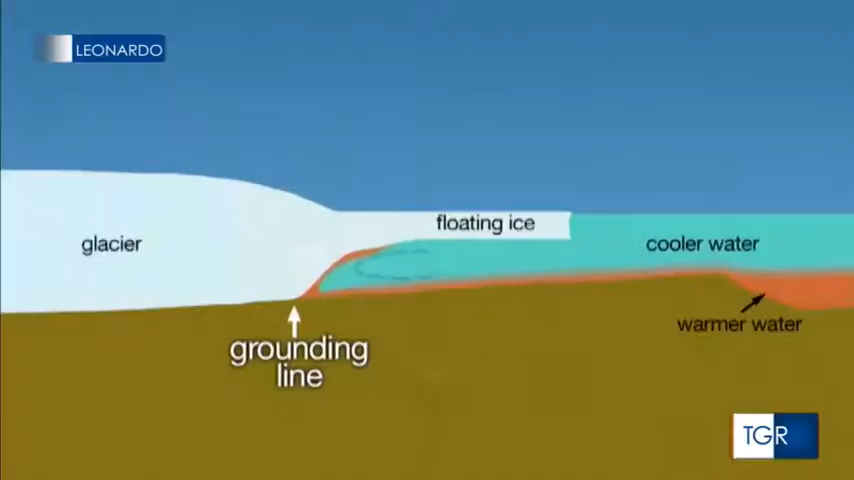 LEONARDO
floating ice
glacier
cooler water
warmer water
grounding
line
TGR